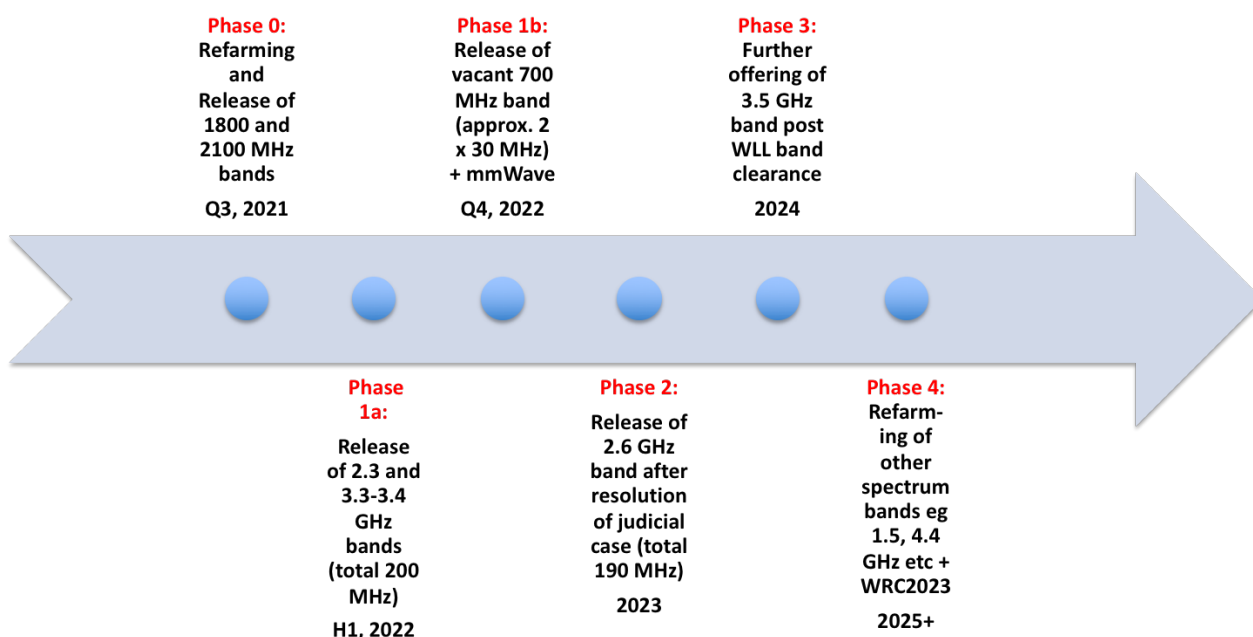 Phase 0:
Refarming
and
Release of
1800 and
2100 MHz
bands
Q3, 2021
Phase 1b:
Release of
vacant 700
MHz band
(approx. 2
x 30 MHz)
+ mmWave
Q4, 2022
Phase 3:
Further
offering of
3.5 GHz
band post
WLL band
clearance
2024
Phase
1a:
Release
of 2.3 and
3.3-3.4
GHz
bands
(total 200
MHz)
H1, 2022
Phase 2:
Release of
2.6 GHz
band after
resolution
of judicial
case (total
190 MHz)
2023
Phase 4:
Refarm-
ing of
other
spectrum
bands eg
1.5, 4.4
GHz etc +
WRC2023
2025+